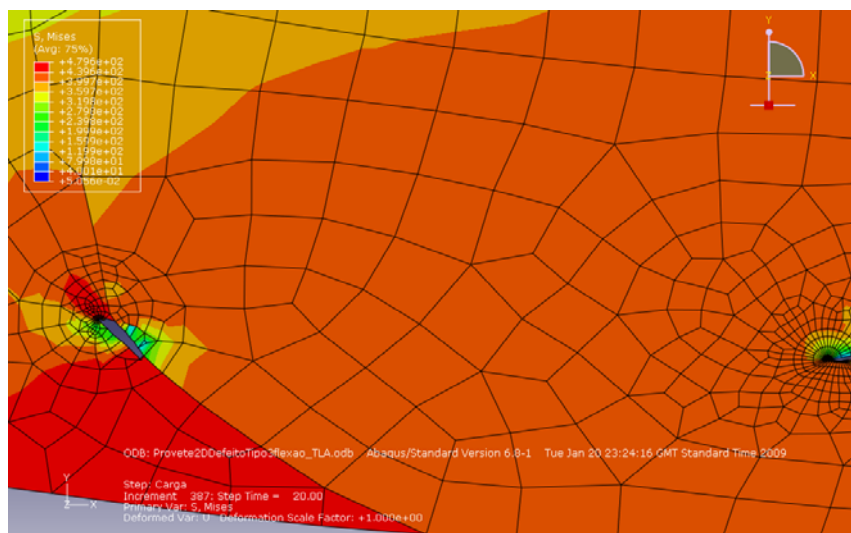 S, Mises
(Avg: 75%)
+4.796e+02
+4.396e+02
+3.997e+02
+3.597e+02
+3.198e+02
+2.798e+02
+2.398e+02
+1.999e+02
+1.599e+02
+1.199e+02
+7.998e+01
+4.001e+01
+5.056e-02
Y
Z X
ODB: Provete2DDefeitoTipo3flexao_TLA.odb Abaqus/Standard Version 6.8-1 Tue Jan 20 23:24:16 GMT Standard Time 2009
Y
Z X
Step: Carga
Increment 387: Step Time = 20.00
Primary Var: S, Mises
Deformed Var: U Deformation Scale Factor: +1.000e+00